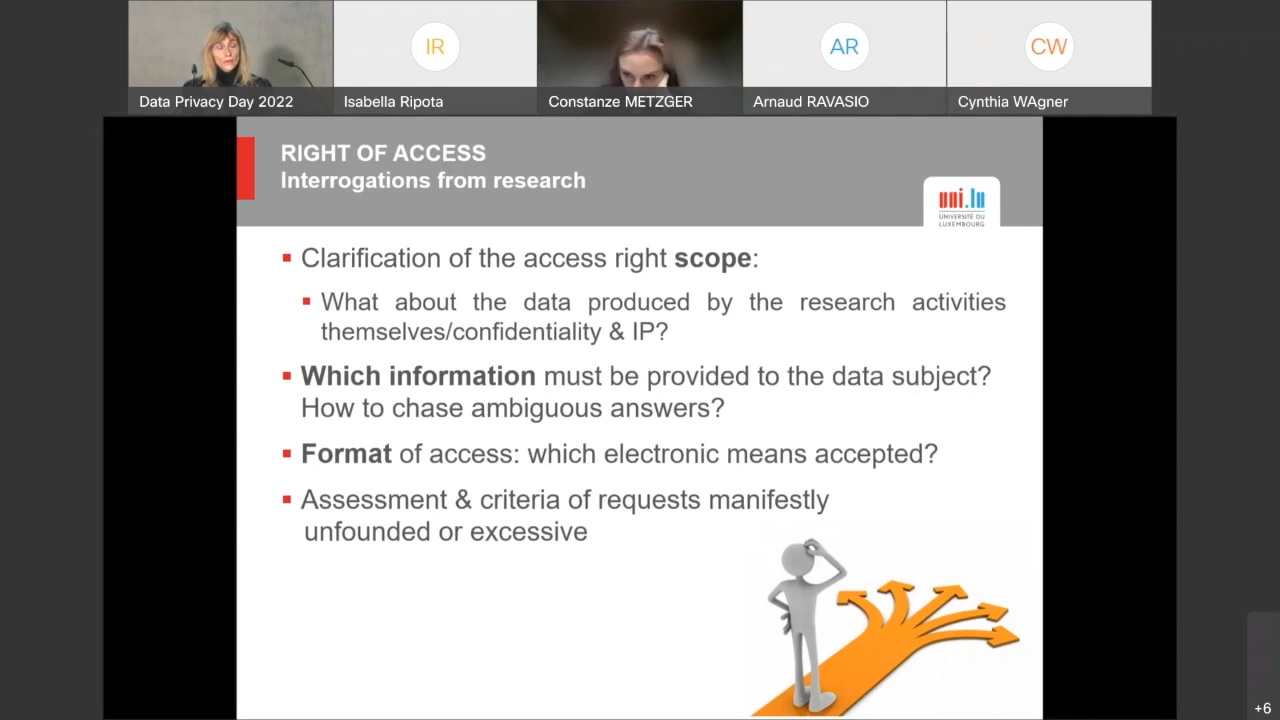 IR
AR
CW
Data Privacy Day 2022
Isabella Ripota
Constanze METZGER
Arnaud RAVASIO
Cynthia WAgner
RIGHT OF ACCESS
Interrogations from research
uni.lu
UNIVERSITÉ DU
LUXEMBOURG
Clarification of the access right scope:
What about the data produced by the research activities
themselves/confidentiality & IP?
Which information must be provided to the data subject?
How to chase ambiguous answers?
Format of access: which electronic means accepted?
Assessment & criteria of requests manifestly
unfounded or excessive
+6